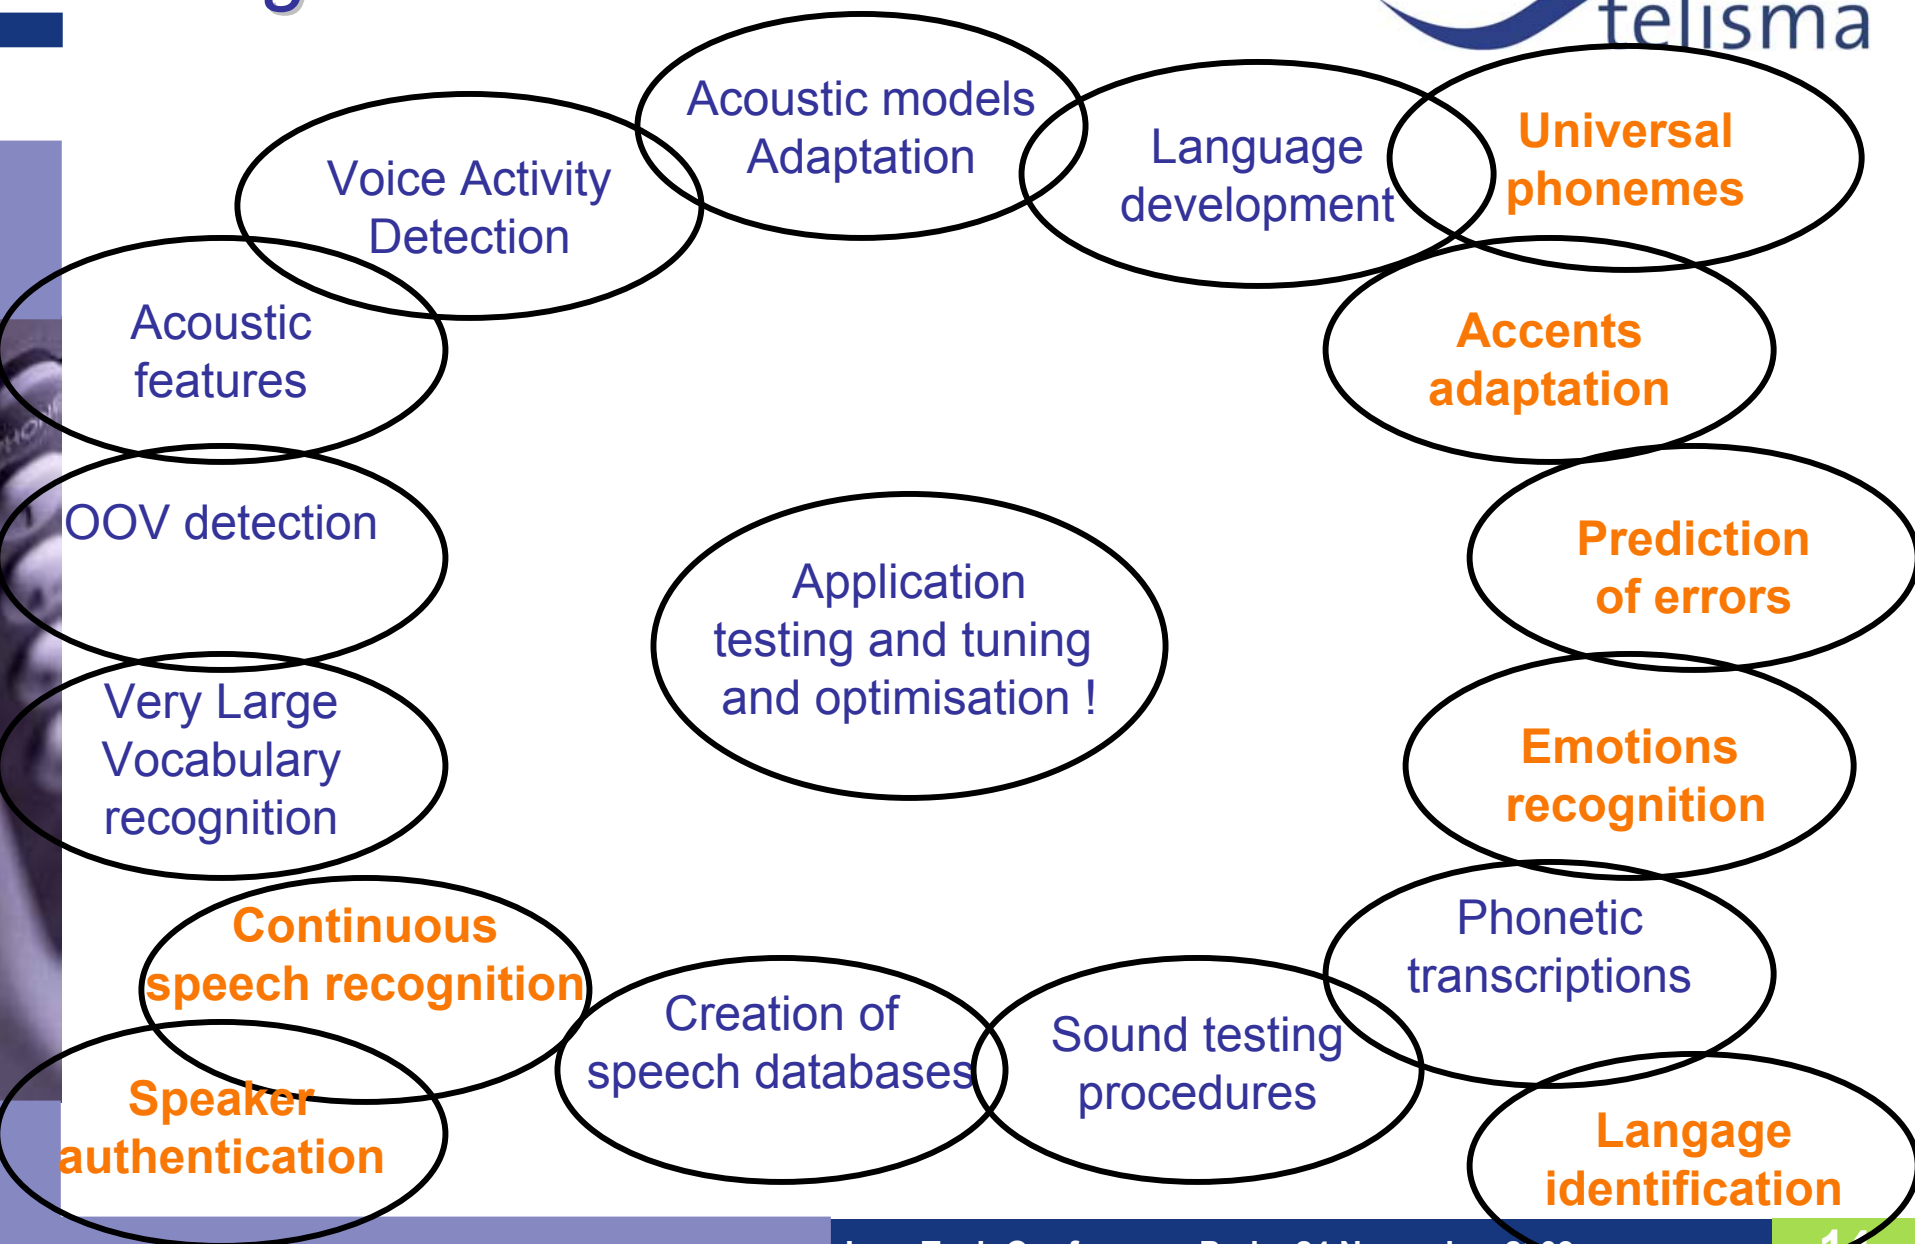 telisma
Acoustic models
Adaptation
Language
development
Universal
phonemes
Voice Activity
Detection
Acoustic
features
Accents
adaptation
OOV detection
Application
testing and tuning
and optimisation !
Prediction
of errors
Very Large
Vocabulary
recognition
Emotions
recognition
Continuous
speech recognition
Phonetic
transcriptions
Creation of
speech databases
Sound testing
procedures
Speaker
authentication
Langage
identification